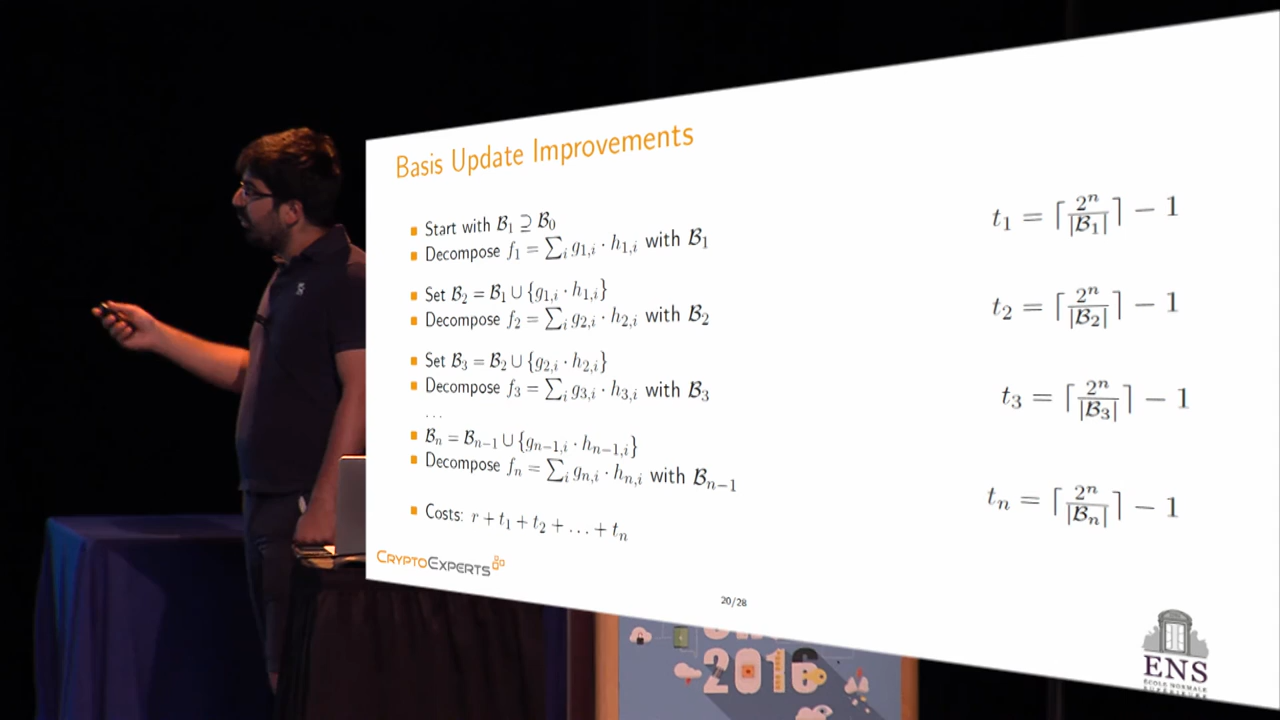 Basis Update Improvements
Start with ℬ₁ ⊇ ℬ₀
Decompose f₁ = ∑ᵢ g₁,ᵢ · h₁,ᵢ with ℬ₁
t₁ = ⌈2ⁿ/|ℬ₁|⌉ − 1
Set ℬ₂ = ℬ₁ ∪ {g₁,ᵢ · h₁,ᵢ}
Decompose f₂ = ∑ᵢ g₂,ᵢ · h₂,ᵢ with ℬ₂
t₂ = ⌈2ⁿ/|ℬ₂|⌉ − 1
Set ℬ₃ = ℬ₂ ∪ {g₂,ᵢ · h₂,ᵢ}
Decompose f₃ = ∑ᵢ g₃,ᵢ · h₃,ᵢ with ℬ₃
t₃ = ⌈2ⁿ/|ℬ₃|⌉ − 1
...
ℬₙ = ℬₙ₋₁ ∪ {gₙ₋₁,ᵢ · hₙ₋₁,ᵢ}
Decompose fₙ = ∑ᵢ gₙ,ᵢ · hₙ,ᵢ with ℬₙ₋₁
tₙ = ⌈2ⁿ/|ℬₙ|⌉ − 1
Costs: r + t₁ + t₂ + ... + tₙ
CRYPTOEXPERTS
20/28
2016
ENS
ÉCOLE NORMALE
SUPÉRIEURE